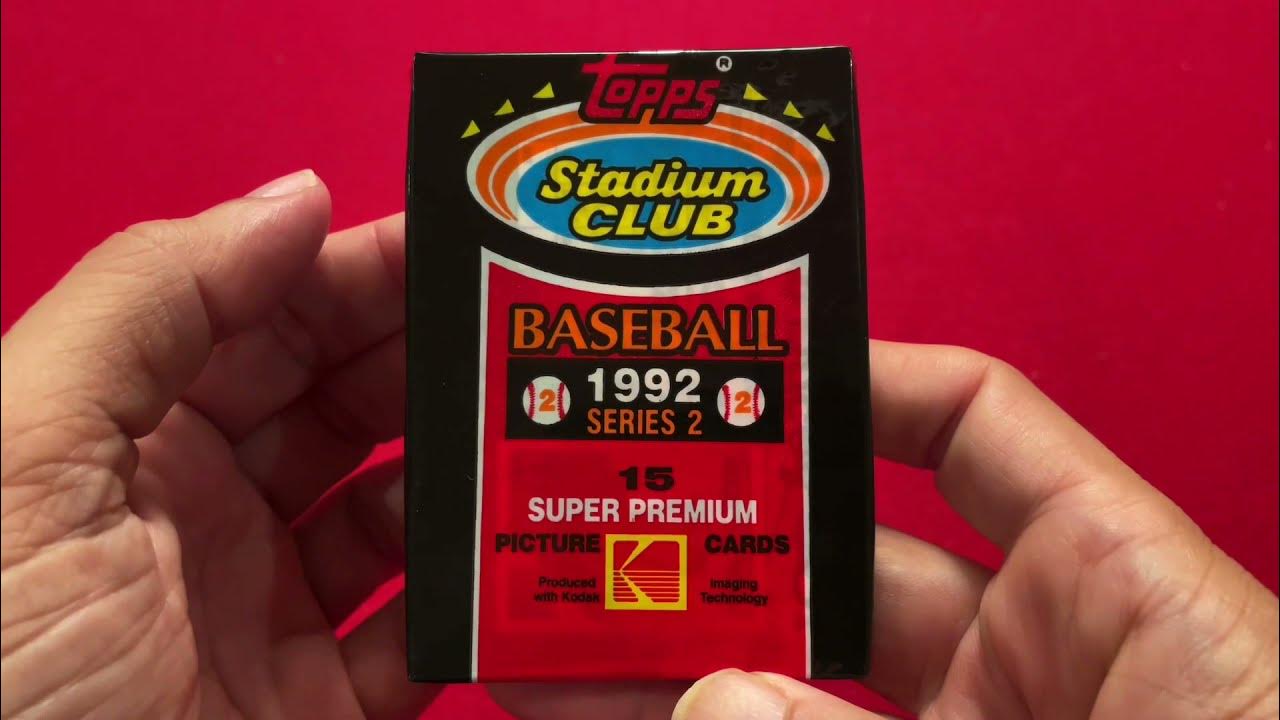 Topps®
Stadium
CLUB
BASEBALL
2 1992 2
SERIES 2
15
SUPER PREMIUM
PICTURE CARDS
Produced Imaging
with Kodak Technology